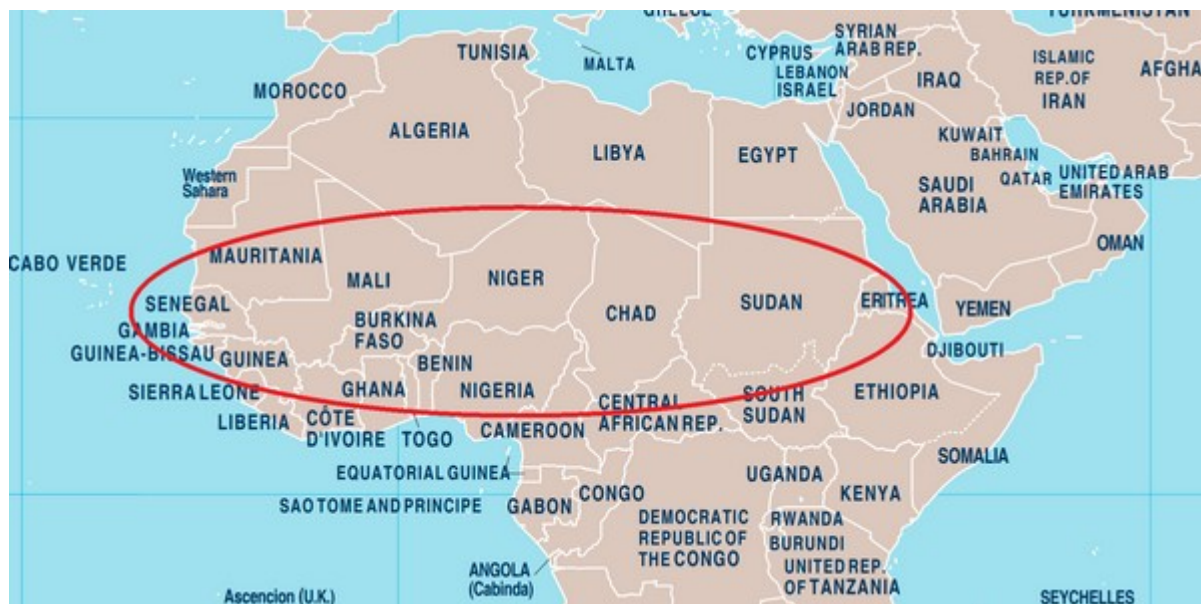 GREECE
TURKMENISTAN
TUNISIA
MALTA
CYPRUS
SYRIAN
ARAB REP.
LEBANON
ISRAEL
IRAQ
ISLAMIC
REP. OF
IRAN
AFGHA
MOROCCO
JORDAN
ALGERIA
LIBYA
EGYPT
KUWAIT
BAHRAIN
QATAR
UNITED ARAB
EMIRATES
Western
Sahara
SAUDI
ARABIA
OMAN
CABO VERDE
MAURITANIA
MALI
NIGER
CHAD
SUDAN
ERITREA
YEMEN
SENEGAL
GAMBIA
GUINEA-BISSAU
GUINEA
BURKINA
FASO
BENIN
DJIBOUTI
SIERRA LEONE
GHANA
NIGERIA
CENTRAL
AFRICAN REP.
SOUTH
SUDAN
ETHIOPIA
LIBERIA
CÔTE
D'IVOIRE
TOGO
CAMEROON
SOMALIA
EQUATORIAL GUINEA
UGANDA
KENYA
SAO TOME AND PRINCIPE
GABON
CONGO
DEMOCRATIC
REPUBLIC OF
THE CONGO
RWANDA
BURUNDI
UNITED REP.
OF TANZANIA
ANGOLA
(Cabinda)
Ascencion (U.K.)
SEYCHELLES